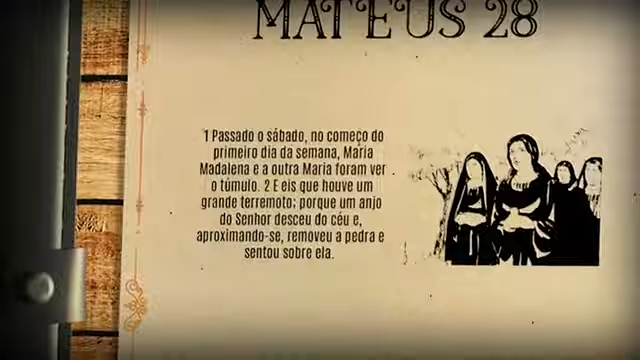 MATEUS 28
1 Passado o sábado, no começo do
primeiro dia da semana, Maria
Madalena e a outra Maria foram ver
o túmulo. 2 E eis que houve um
grande terremoto; porque um anjo
do Senhor desceu do céu e,
aproximando-se, removeu a pedra e
sentou sobre ela.